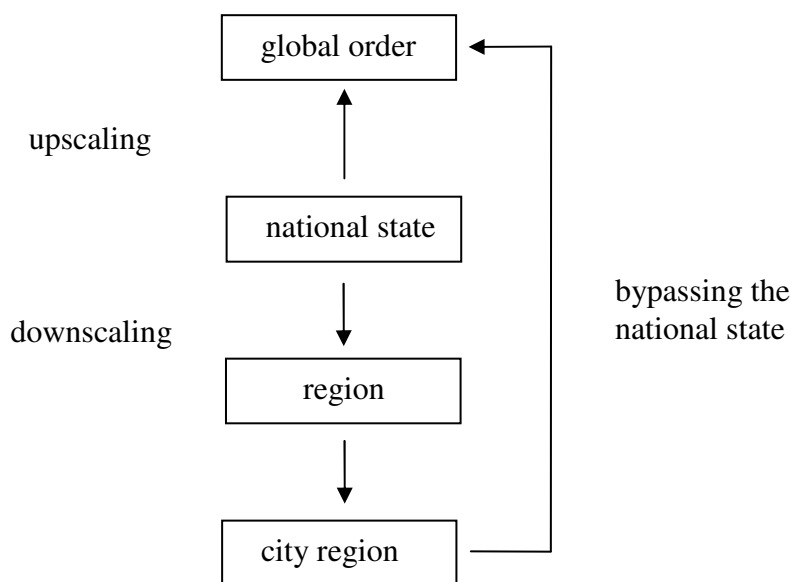 global order
upscaling
national state
bypassing the
national state
downscaling
region
city region